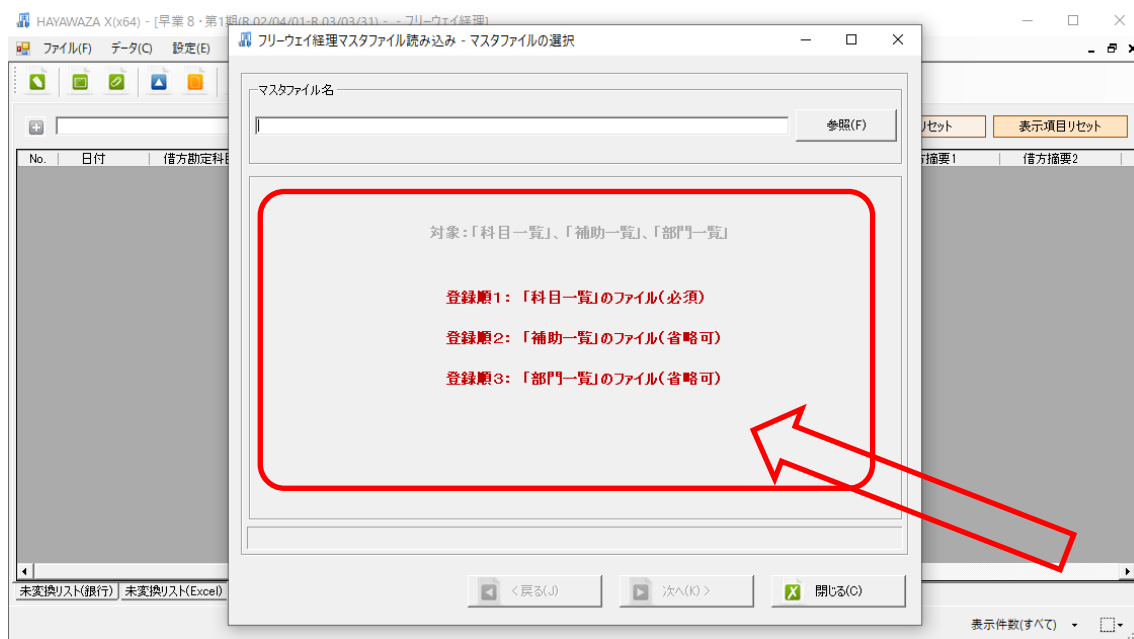 HAYAWAZA X(x64) - [早業８・第1期(R.02/04/01-R.03/03/31) - - フリーウェイ経理]
ファイル(F) データ(C) 設定(E)
フリーウェイ経理マスタファイル読み込み - マスタファイルの選択
マスタファイル名
参照(F)
リセット 表示項目リセット
No. 日付 借方勘定科目
方摘要1 借方摘要2
対象：「科目一覧」、「補助一覧」、「部門一覧」
登録順１： 「科目一覧」のファイル（必須）
登録順２： 「補助一覧」のファイル（省略可）
登録順３： 「部門一覧」のファイル（省略可）
未変換リスト(銀行) 未変換リスト(Excel)
＜戻る(J) 次へ(K)＞ 閉じる(C)
表示件数(すべて)